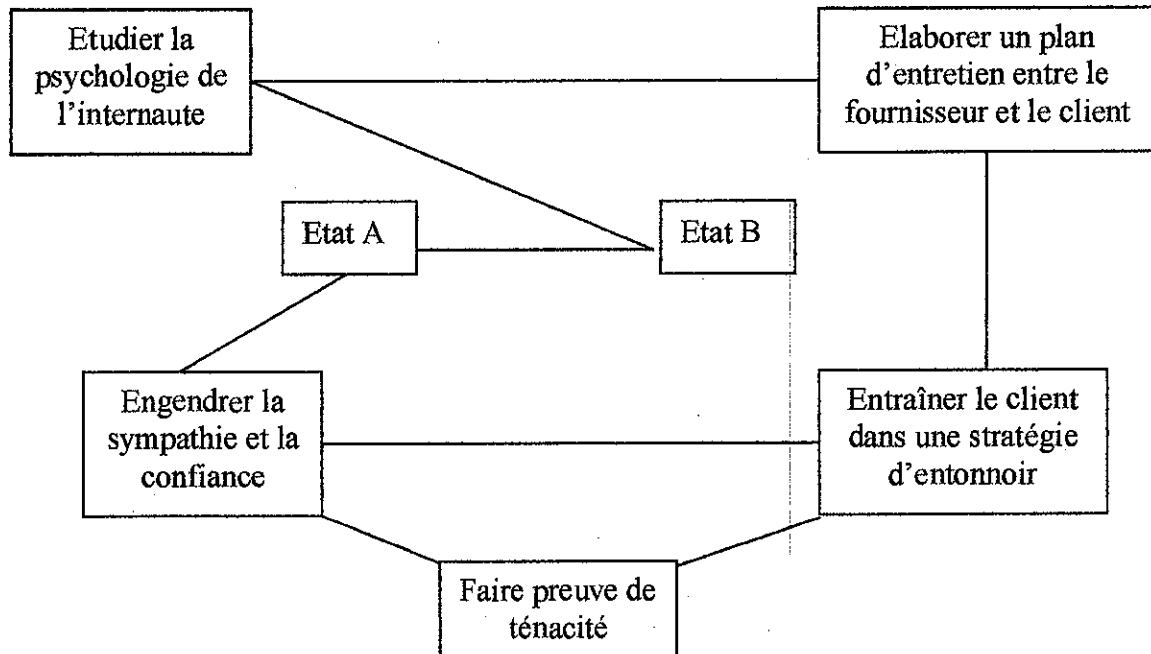 Etudier la
psychologie de
l'internaute
Elaborer un plan
d'entretien entre le
fournisseur et le client
Etat A
Etat B
Engendrer la
sympathie et la
confiance
Entraîner le client
dans une stratégie
d'entonnoir
Faire preuve de
ténacité